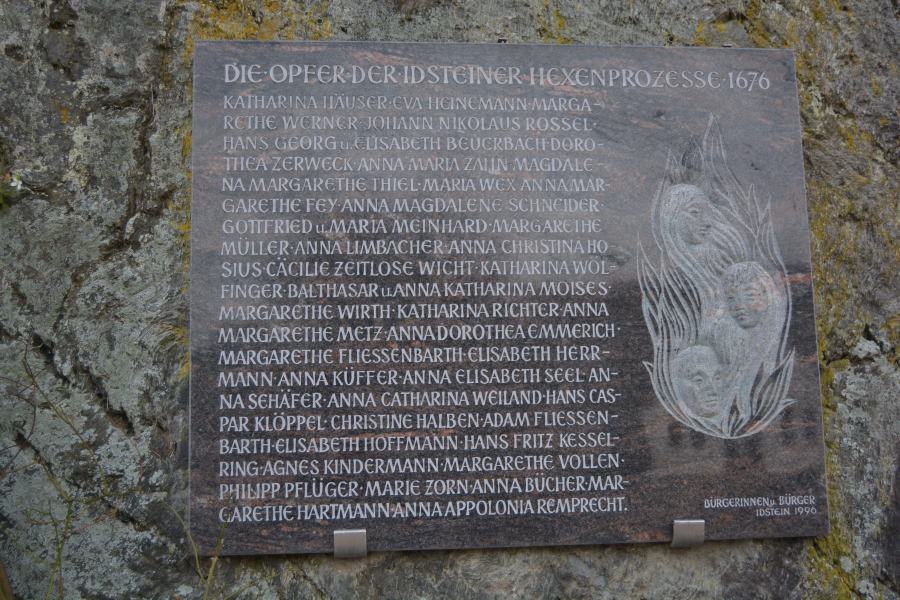 DIE·OPFER·DER·IDSTEINER·HEXENPROZESSE·1676
KATHARINA HÄUSER·EVA HEINEMANN·MARGA-
RETHE WERNER·JOHANN NIKOLAUS ROSSEL·
HANS GEORG u. ELISABETH BEUERBACH·DORO-
THEA ZERWECK·ANNA MARIA ZAHN·MAGDALE-
NA MARGARETHE THIEL·MARIA WEX·ANNA MAR-
GARETHE FEY·ANNA MAGDALENE SCHNEIDER·
GOTTFRIED u. MARIA MEINHARD·MARGARETHE
MÜLLER·ANNA LIMBACHER·ANNA CHRISTINA HO-
SIUS·CÄCILIE ZEITLOSE WICHT·KATHARINA WÖL-
FINGER·BALTHASAR u. ANNA KATHARINA MOISES·
MARGARETHE WIRTH·KATHARINA RICHTER·ANNA
MARGARETHE METZ·ANNA DOROTHEA EMMERICH·
MARGARETHE FLIESSENBARTH·ELISABETH HERR-
MANN·ANNA KÜFFER·ANNA ELISABETH SEEL·AN-
NA SCHÄFER·ANNA CATHARINA WEILAND·HANS CAS-
PAR KLÖPPEL·CHRISTINE HALBEN·ADAM FLIESSEN-
BARTH·ELISABETH HOFFMANN·HANS FRITZ KESSEL-
RING·AGNES KINDERMANN·MARGARETHE VOLLEN·
PHILIPP PFLÜGER·MARIE ZORN·ANNA BÜCHER·MAR-
GARETHE HARTMANN·ANNA APPOLONIA REMPRECHT.
BÜRGERINNEN u. BÜRGER
IDSTEIN 1996